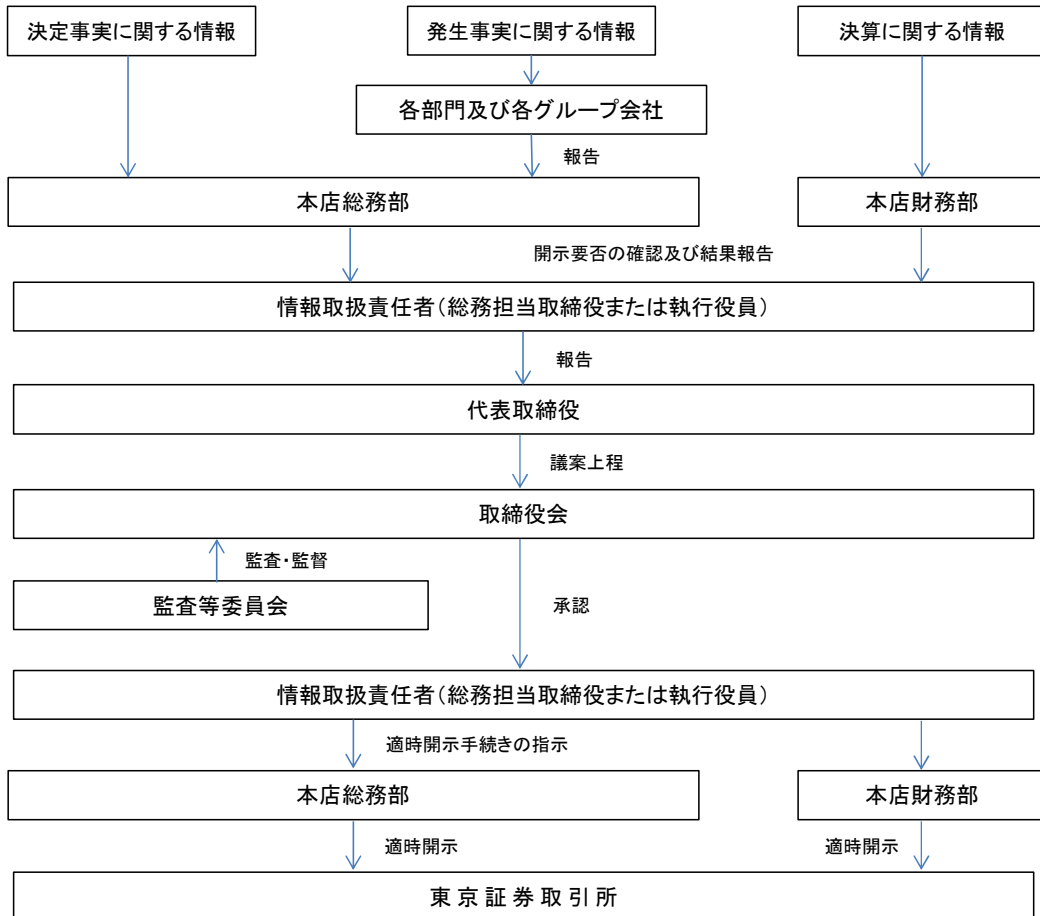 決定事実に関する情報
発生事実に関する情報
決算に関する情報
各部門及び各グループ会社
報告
本店総務部
本店財務部
開示要否の確認及び結果報告
情報取扱責任者(総務担当取締役または執行役員)
報告
代表取締役
議案上程
取締役会
監査・監督
監査等委員会
承認
情報取扱責任者(総務担当取締役または執行役員)
適時開示手続きの指示
本店総務部
本店財務部
適時開示
適時開示
東京証券取引所